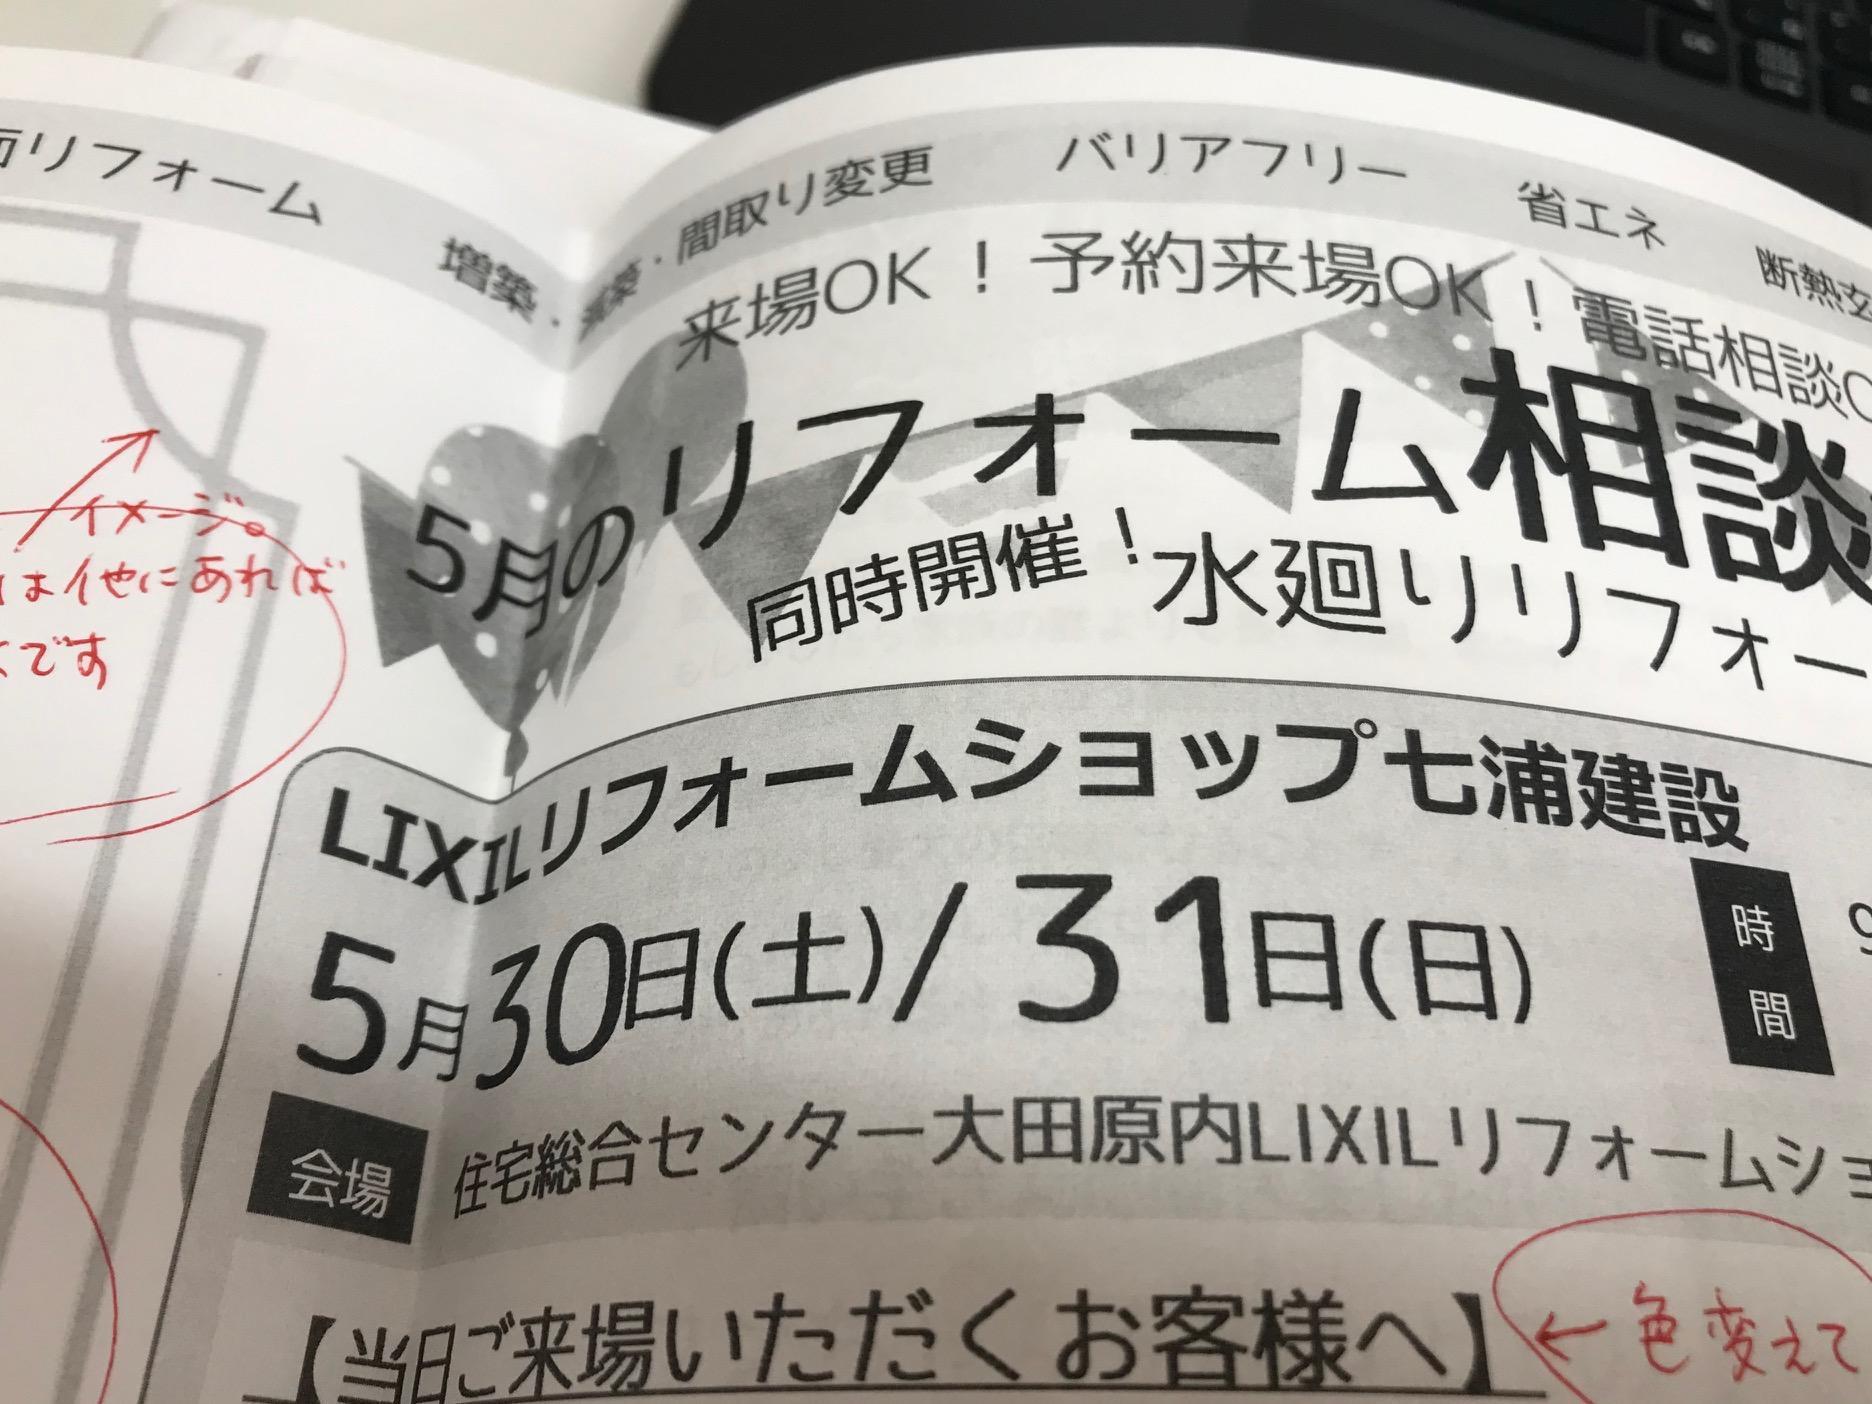 リフォーム
増築・減築・間取り変更 バリアフリー 省エネ 断熱玄
来場OK！予約来場OK！電話相談O
5月のリフォーム相談
同時開催！水廻りリフォー
イメージ。
は他にあれば
です
LIXILリフォームショップ七浦建設
5月30日(土)/31日(日)
時間 9
会場 住宅総合センター大田原内LIXILリフォームショ
【当日ご来場いただくお客様へ】
← 色変えて